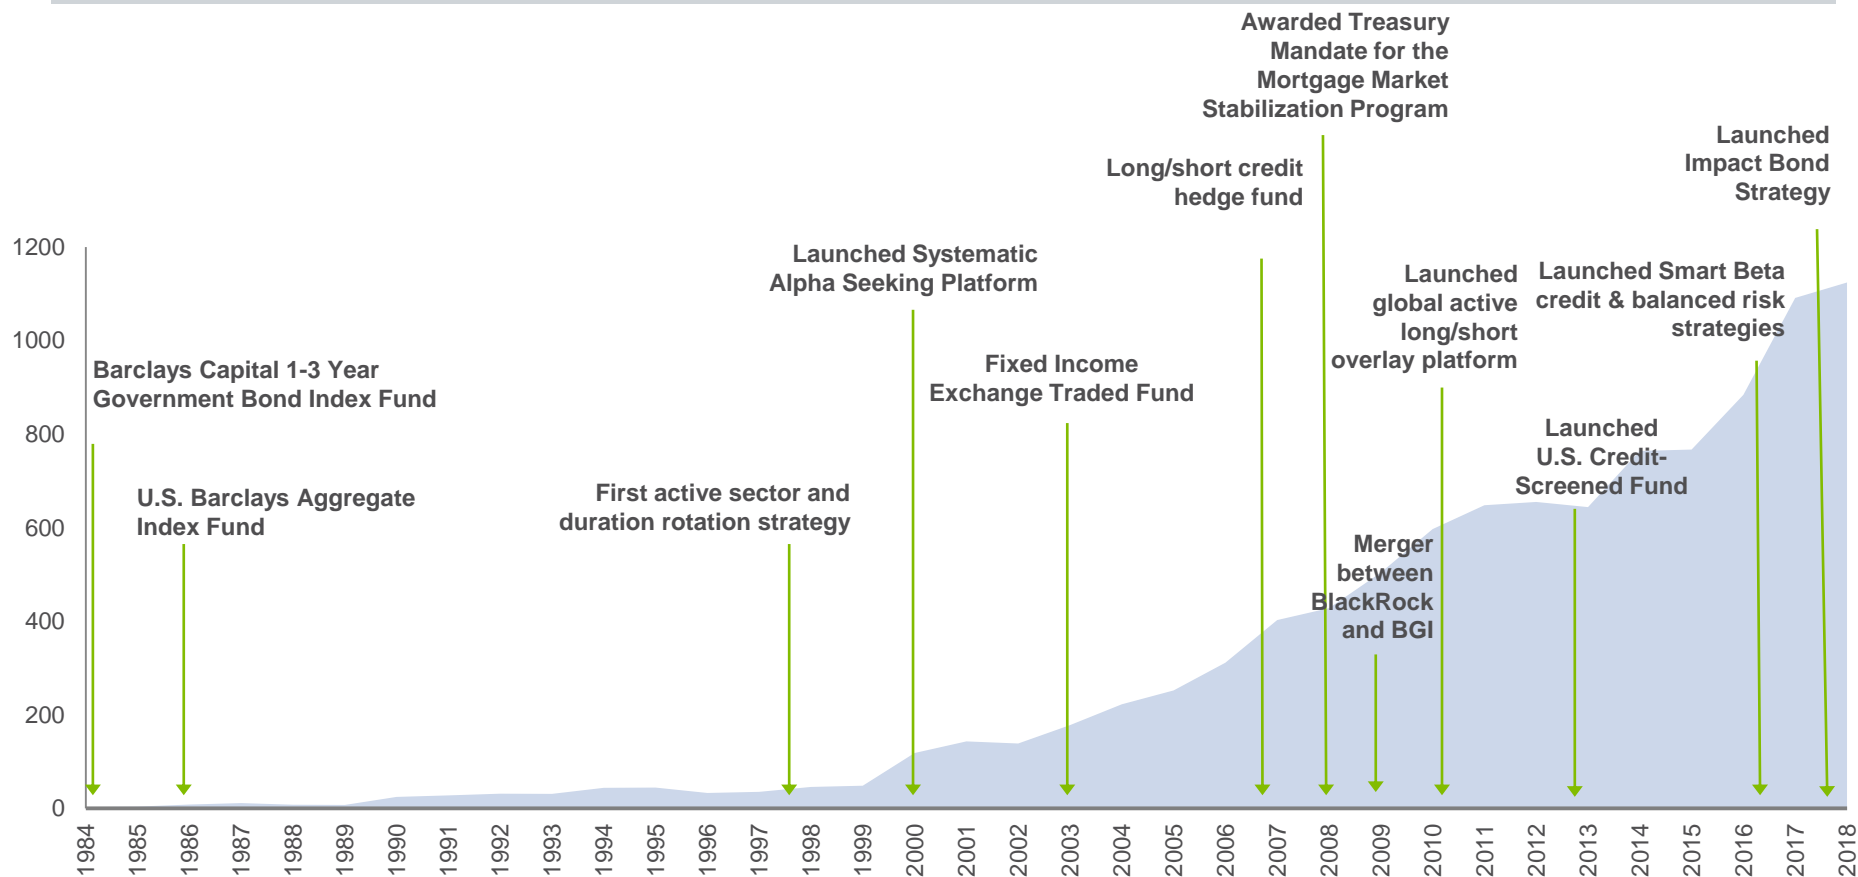 Awarded Treasury
Mandate for the
Mortgage Market
Stabilization Program
Launched
Impact Bond
Strategy
Long/short credit
hedge fund
Launched Systematic
Alpha Seeking Platform
Launched
global active
long/short
overlay platform
Launched Smart Beta
credit & balanced risk
strategies
Fixed Income
Exchange Traded Fund
Barclays Capital 1-3 Year
Government Bond Index Fund
Launched
U.S. Credit-
Screened Fund
U.S. Barclays Aggregate
Index Fund
First active sector and
duration rotation strategy
Merger
between
BlackRock
and BGI
1200
1000
800
600
400
200
0
1984
1985
1986
1987
1988
1989
1990
1991
1992
1993
1994
1995
1996
1997
1998
1999
2000
2001
2002
2003
2004
2005
2006
2007
2008
2009
2010
2011
2012
2013
2014
2015
2016
2017
2018